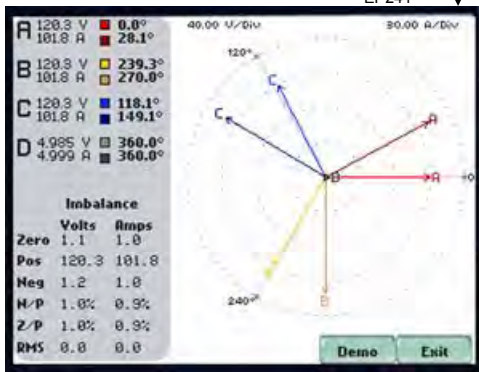 40.00 V/Div
30.00 A/Div
A 120.3 V 0.0°
101.8 A 28.1°
B 120.3 V 239.3°
101.8 A 270.0°
C 120.3 V 118.1°
101.8 A 149.1°
D 4.985 V 360.0°
4.999 A 360.0°
Imbalance
Volts Amps
Zero 1.1 1.0
Pos 120.3 101.8
Neg 1.2 1.0
N/P 1.0% 0.9%
Z/P 1.0% 0.9%
RMS 0.0 0.0
120°
C
C
A
B
A
0
240°
B
Demo Exit